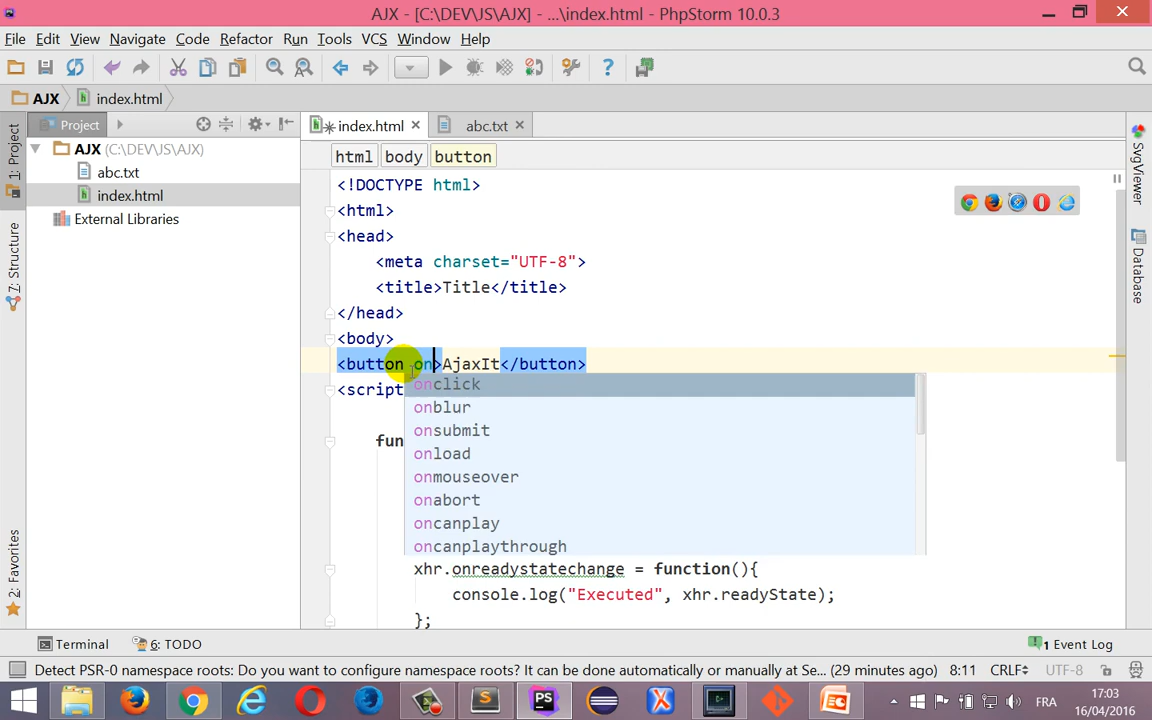 AJX - [C:\DEV\JS\AJX] - ...\index.html - PhpStorm 10.0.3
File Edit View Navigate Code Refactor Run Tools VCS Window Help
AJX index.html
1: Project
7: Structure
2: Favorites
Project
AJX (C:\DEV\JS\AJX)
abc.txt
index.html
External Libraries
index.html abc.txt
html body button
<!DOCTYPE html>
<html>
<head>
<meta charset="UTF-8">
<title>Title</title>
</head>
<body>
<button on>AjaxIt</button>
<script
onclick
onblur
fun
onsubmit
onload
onmouseover
onabort
oncanplay
oncanplaythrough
xhr.onreadystatechange = function(){
console.log("Executed", xhr.readyState);
};
SvgViewer
Database
Terminal 6: TODO 1 Event Log
Detect PSR-0 namespace roots: Do you want to configure namespace roots? It can be done automatically or manually at Se... (29 minutes ago) 8:11 CRLF UTF-8
FRA 17:03
16/04/2016